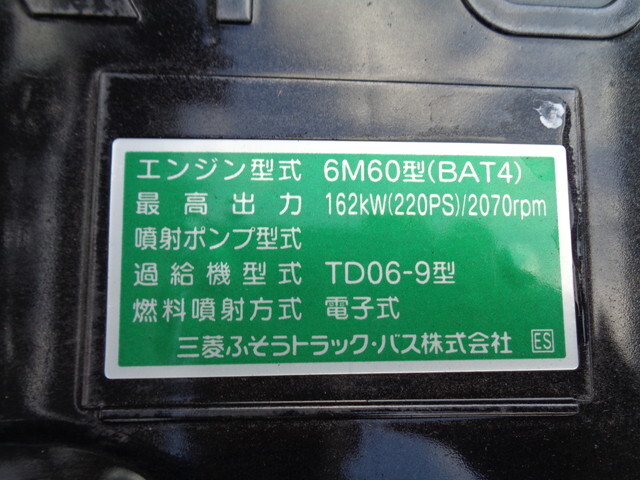 エンジン型式 6M60型(BAT4)
最高出力 162kW(220PS)/2070rpm
噴射ポンプ型式
過給機型式 TD06-9型
燃料噴射方式 電子式
三菱ふそうトラック・バス株式会社 ES